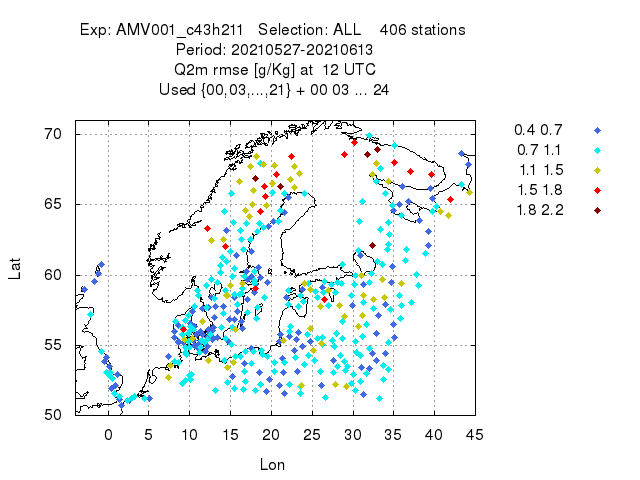 Exp: AMV001_c43h211 Selection: ALL 406 stations
Period: 20210527-20210613
Q2m rmse [g/Kg] at 12 UTC
Used {00,03,...,21} + 00 03 ... 24
0.4 0.7
0.7 1.1
1.1 1.5
1.5 1.8
1.8 2.2
70
65
60
55
50
Lat
0 5 10 15 20 25 30 35 40 45
Lon